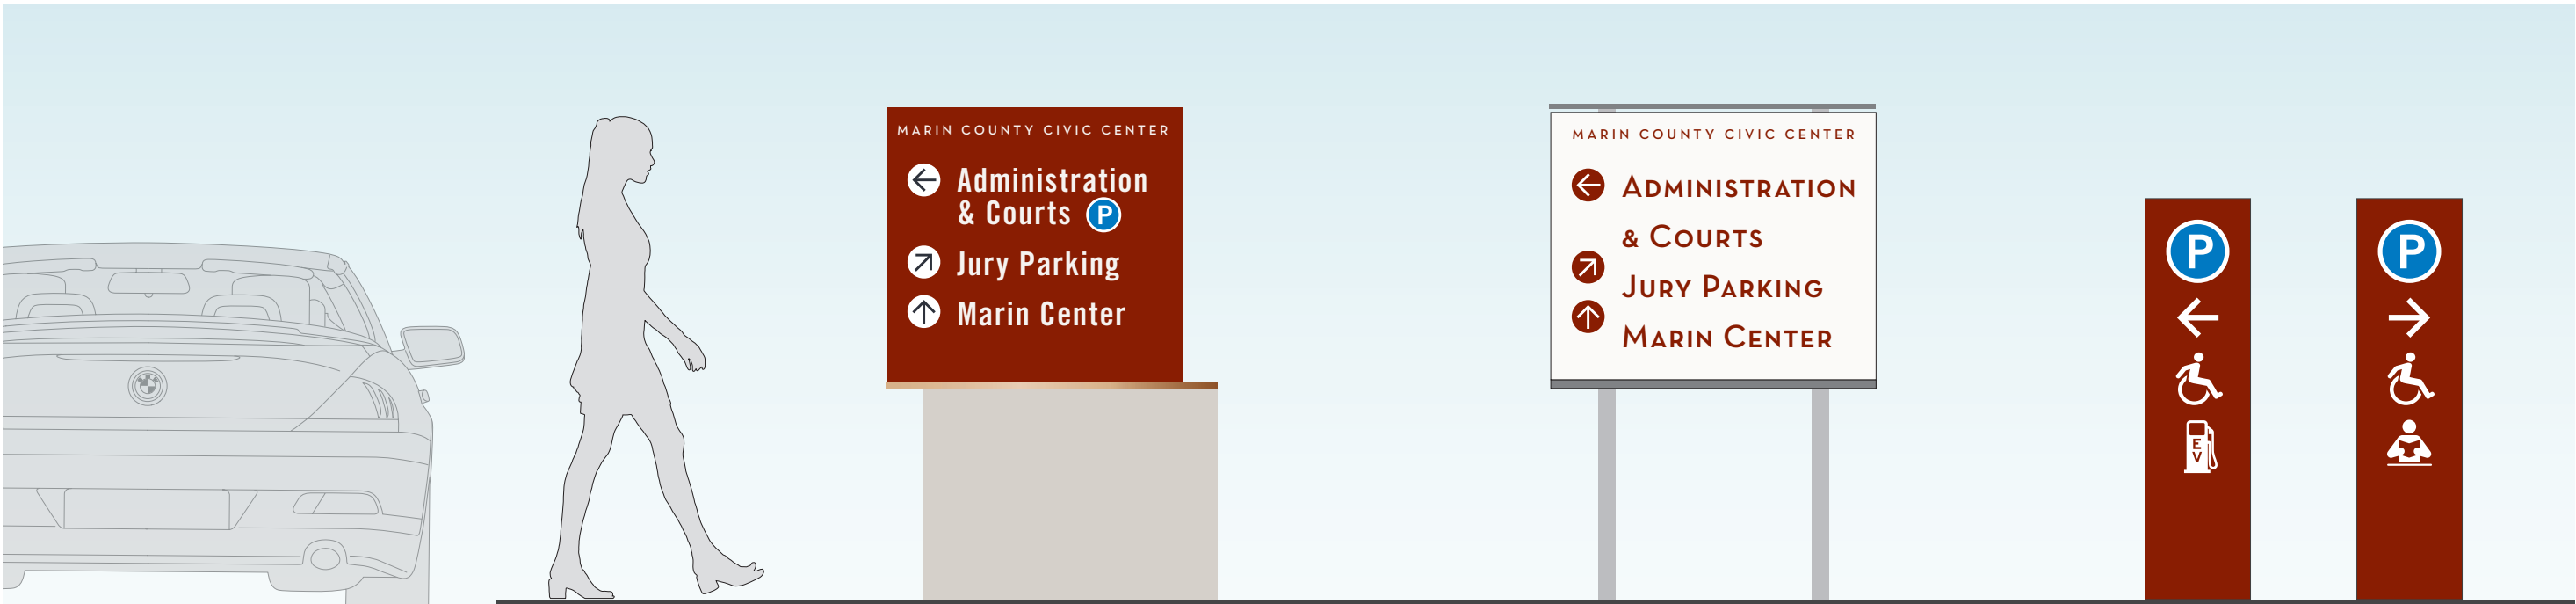 MARIN COUNTY CIVIC CENTER
Administration
& Courts P
Jury Parking
Marin Center
MARIN COUNTY CIVIC CENTER
ADMINISTRATION
& COURTS
JURY PARKING
MARIN CENTER
P
EV
P